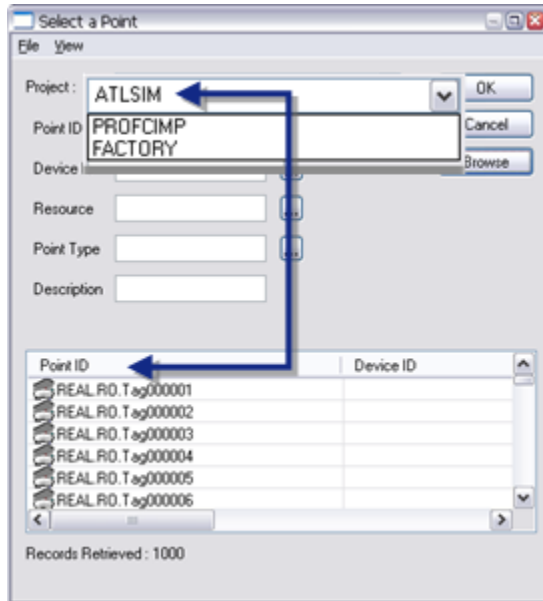 Select a Point
File View
Project :
ATLSIM
OK
Point ID
PROFCIMP
Cancel
FACTORY
Browse
Device I
...
Resource
...
Point Type
...
Description
Point ID Device ID
REAL.RO.Tag000001
REAL.RO.Tag000002
REAL.RO.Tag000003
REAL.RO.Tag000004
REAL.RO.Tag000005
REAL.RO.Tag000006
Records Retrieved : 1000